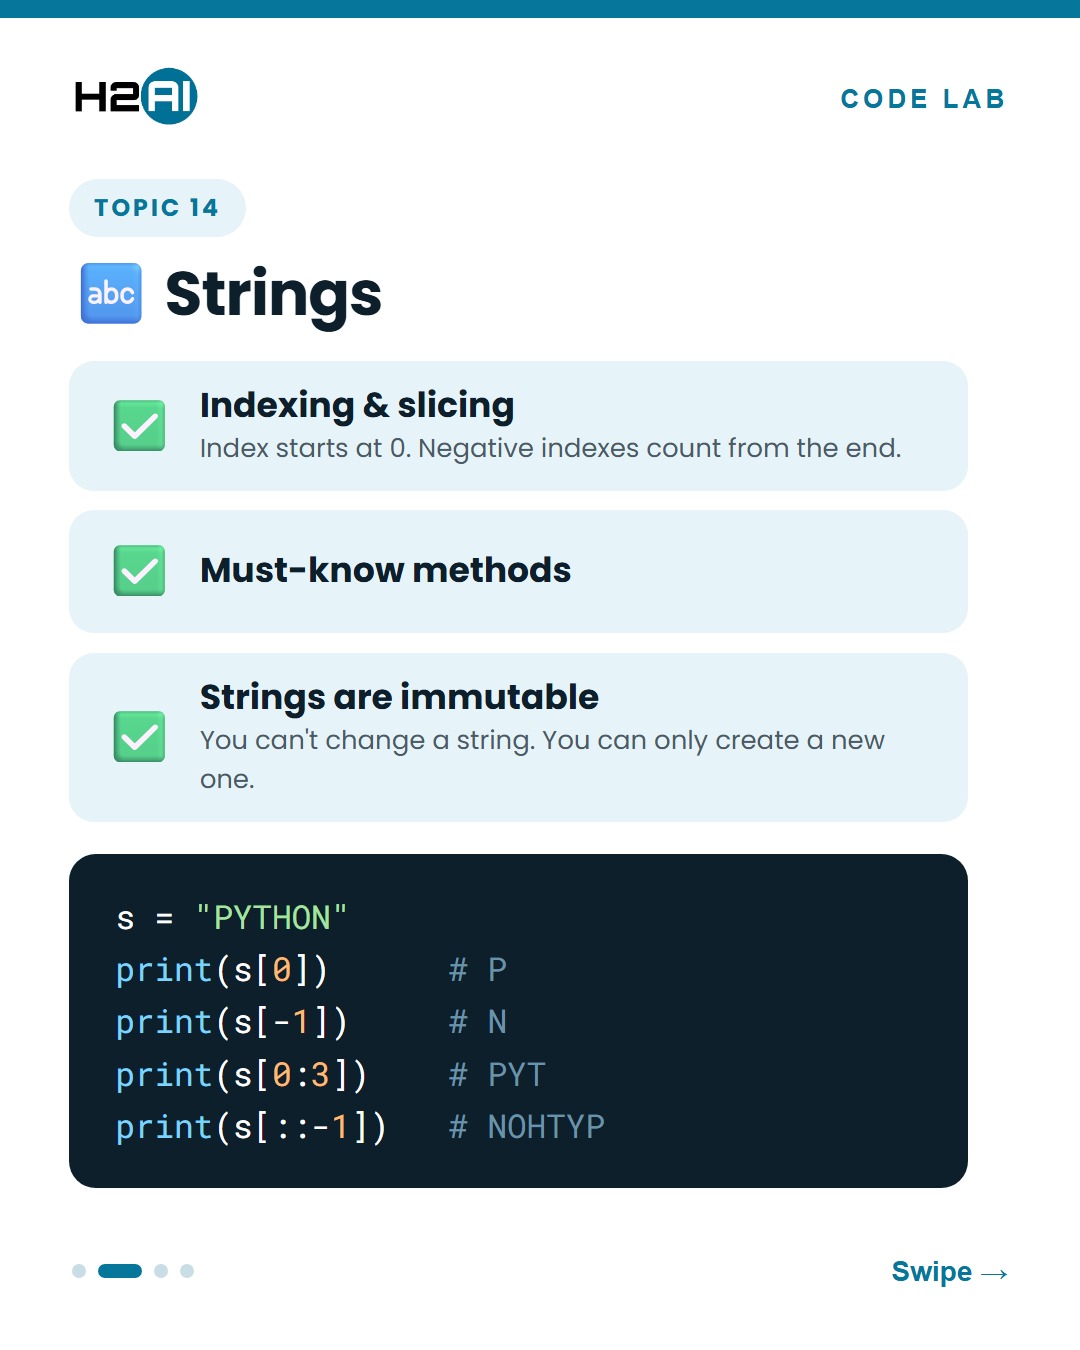 H2AI
CODE LAB
TOPIC 14
abc Strings
Indexing & slicing
Index starts at 0. Negative indexes count from the end.
Must-know methods
Strings are immutable
You can't change a string. You can only create a new
one.
s = "PYTHON"
print(s[0])      # P
print(s[-1])     # N
print(s[0:3])    # PYT
print(s[::-1])   # NOHTYP
Swipe →